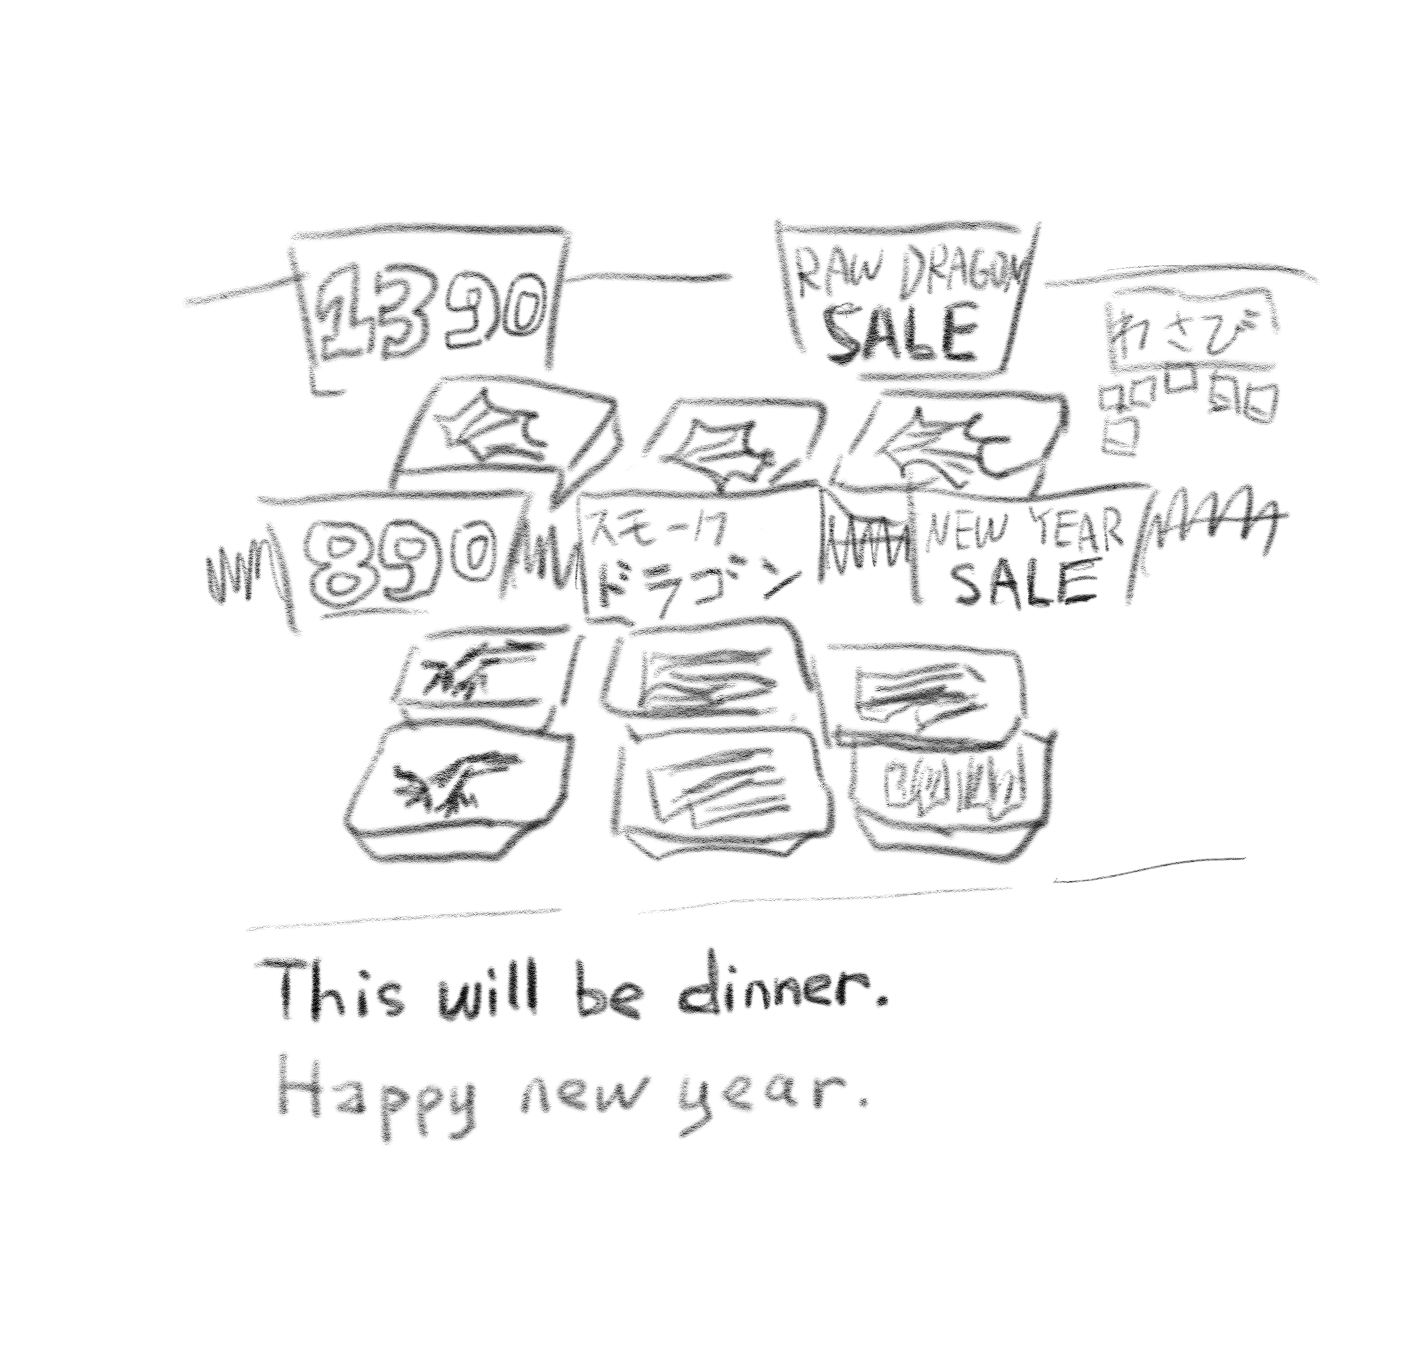 1390
RAW DRAGON
SALE
わさび
890
スモーク
ドラゴン
NEW YEAR
SALE
This will be dinner.
Happy new year.